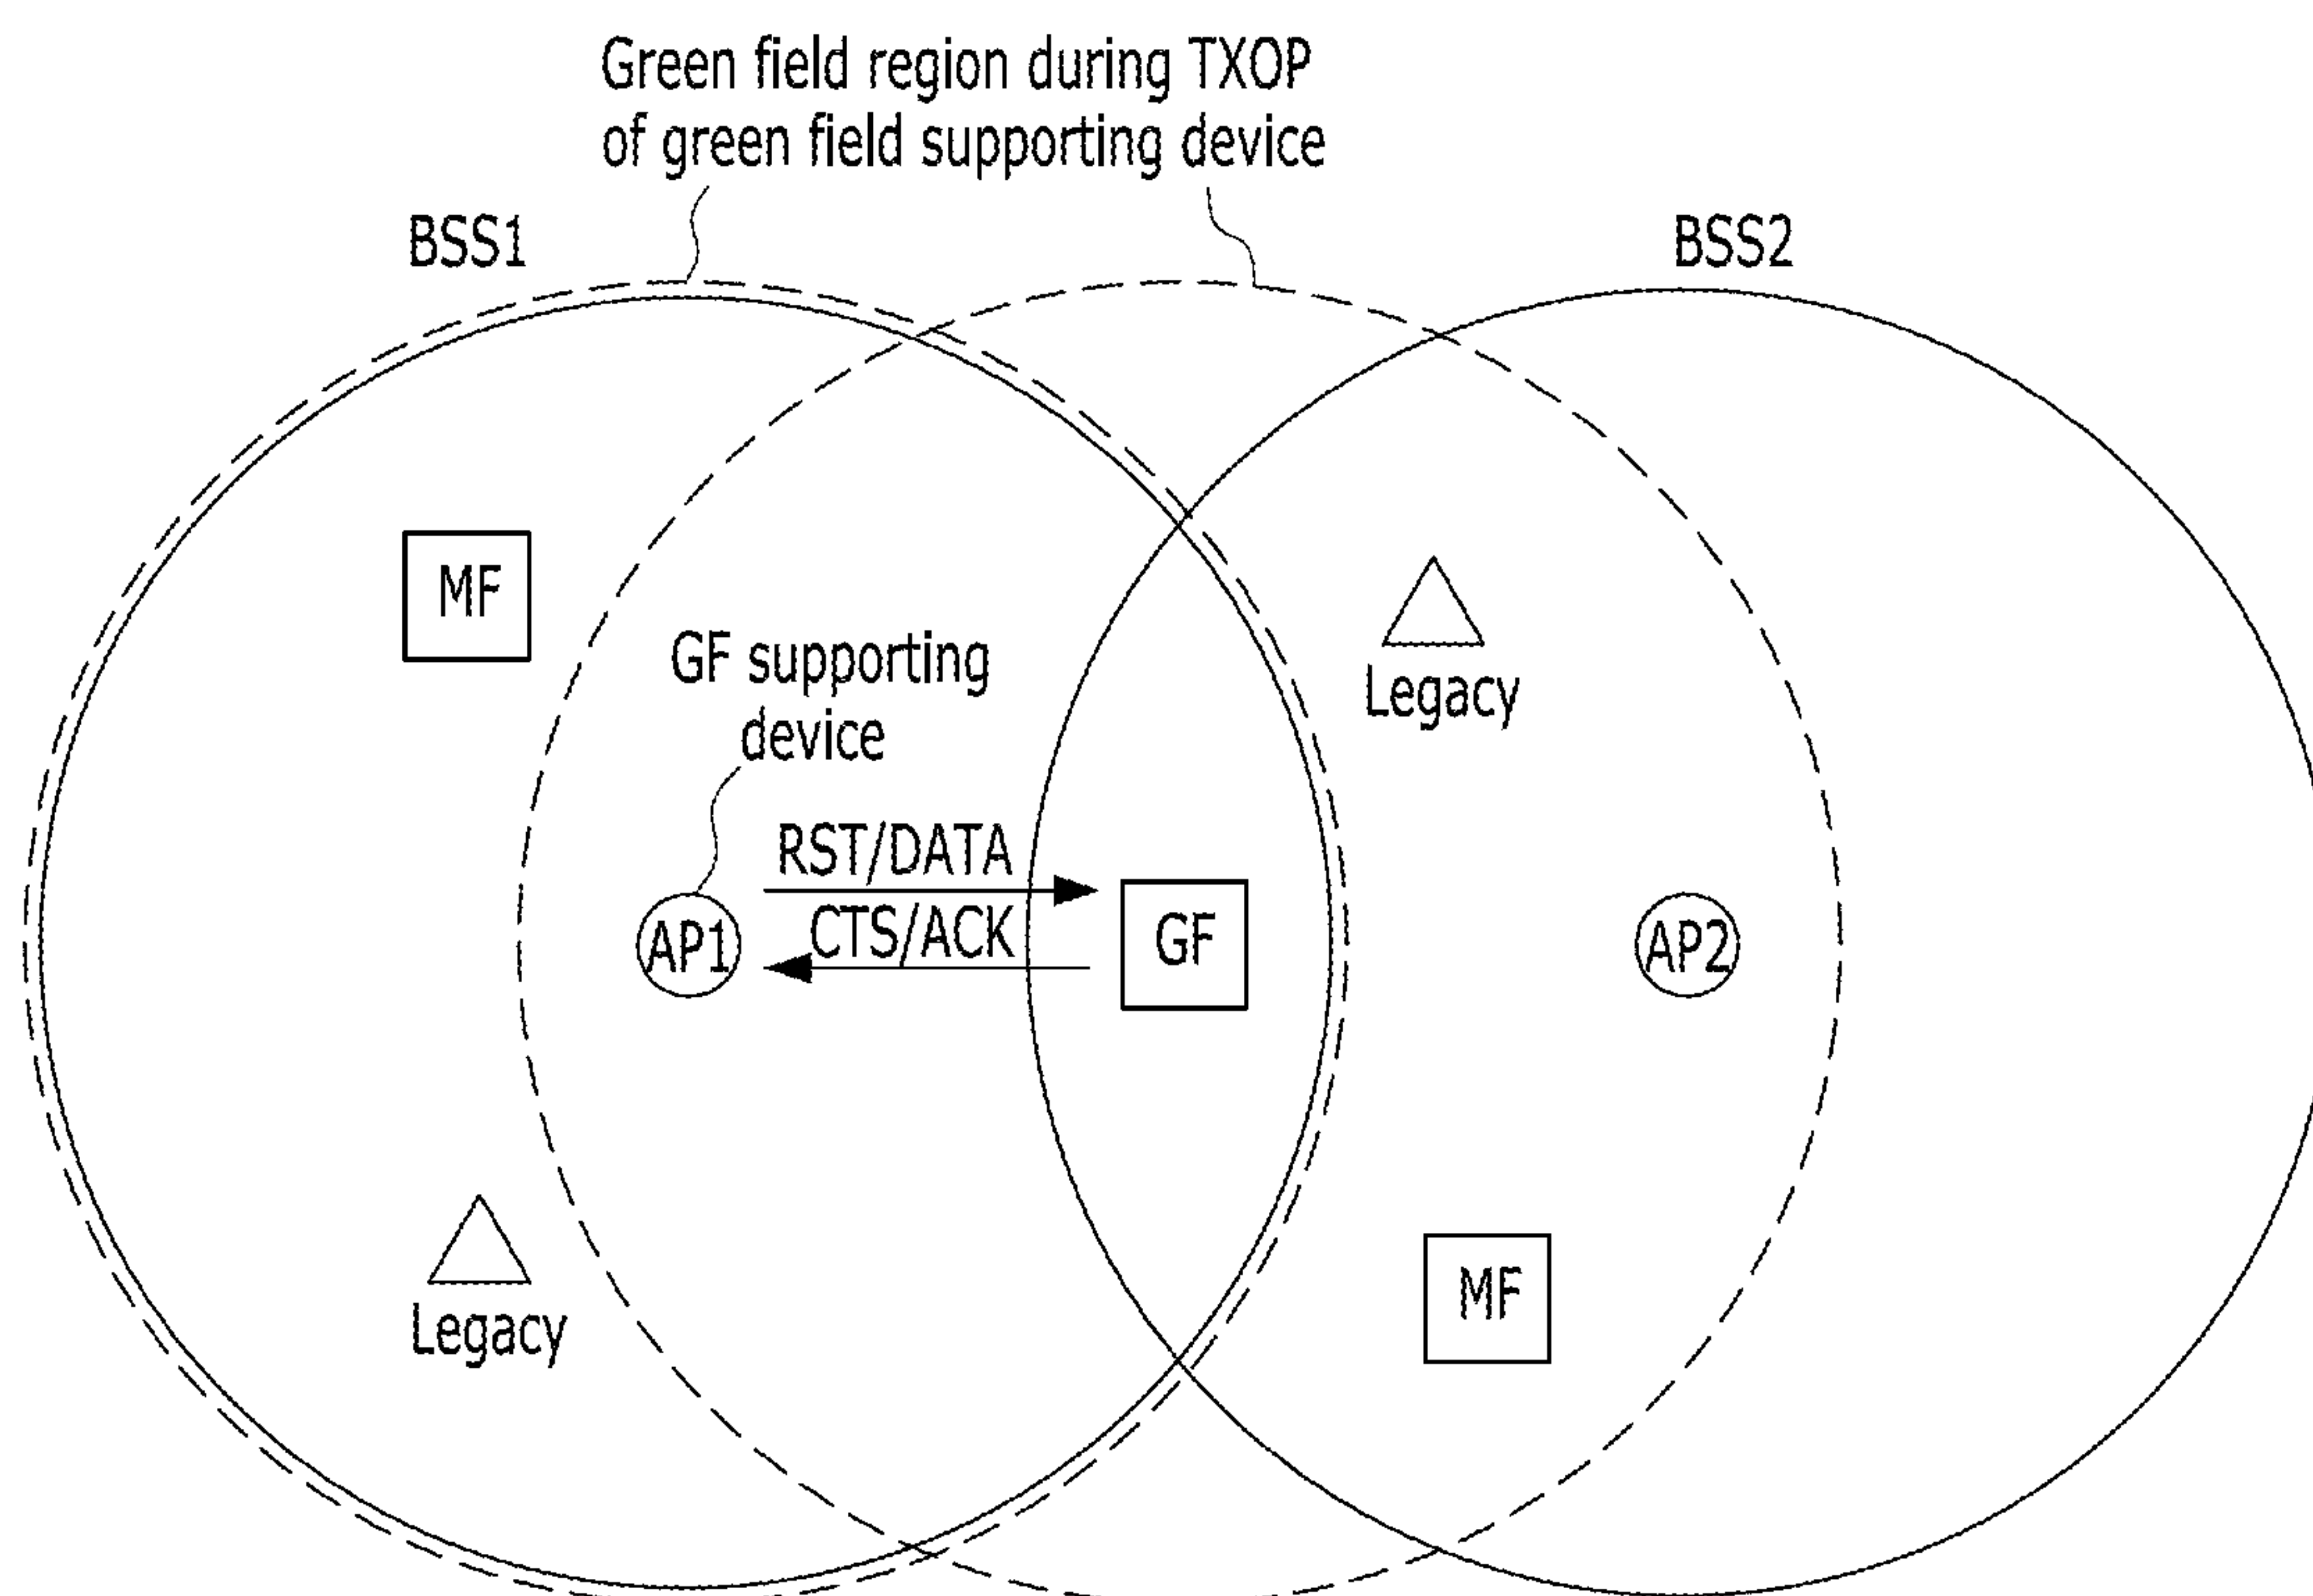 Green field region during TXOP
of green field supporting device
BSS1
BSS2
MF
GF supporting
device
Legacy
RST/DATA
CTS/ACK
AP1
GF
AP2
Legacy
MF